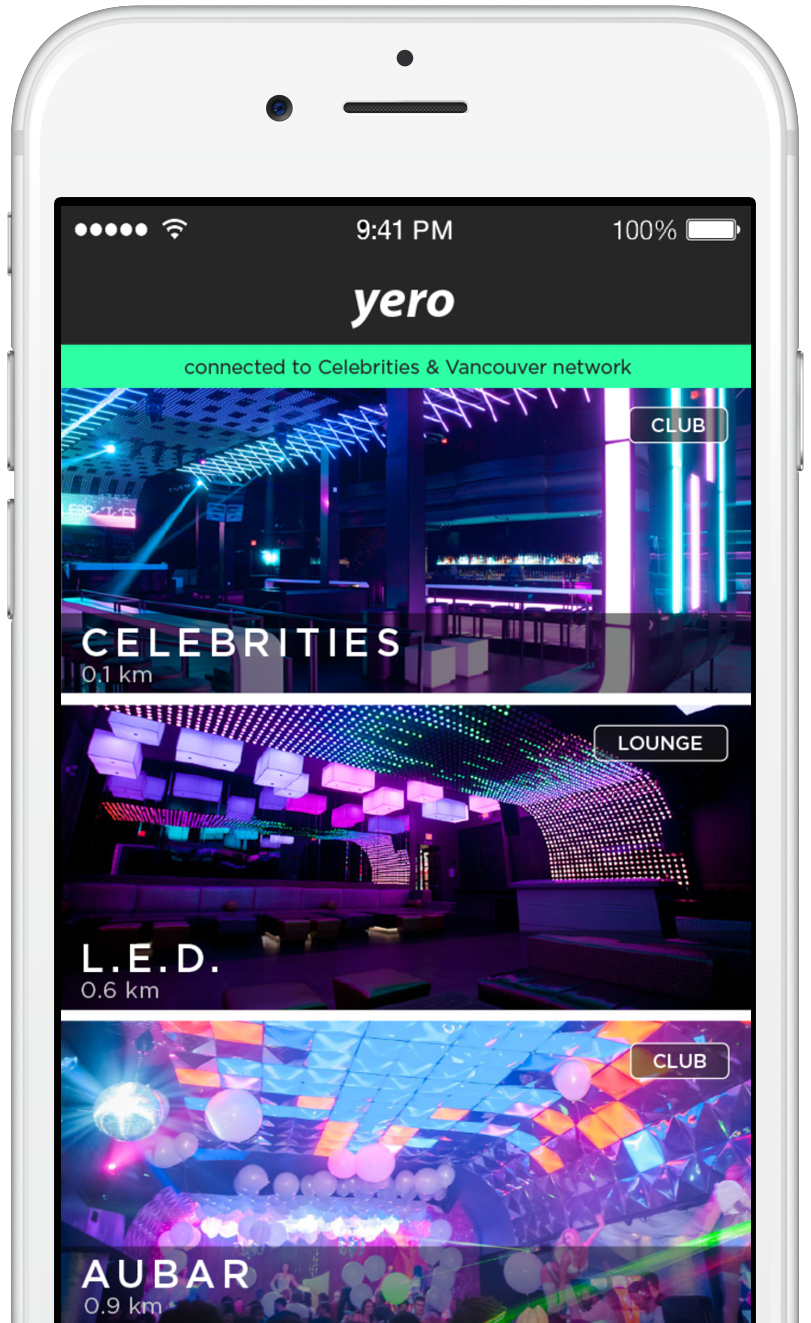 9:41 PM
100%
yero
connected to Celebrities & Vancouver network
CLUB
CELEBRITIES
0.1 km
LOUNGE
L.E.D.
0.6 km
CLUB
AUBAR
0.9 km